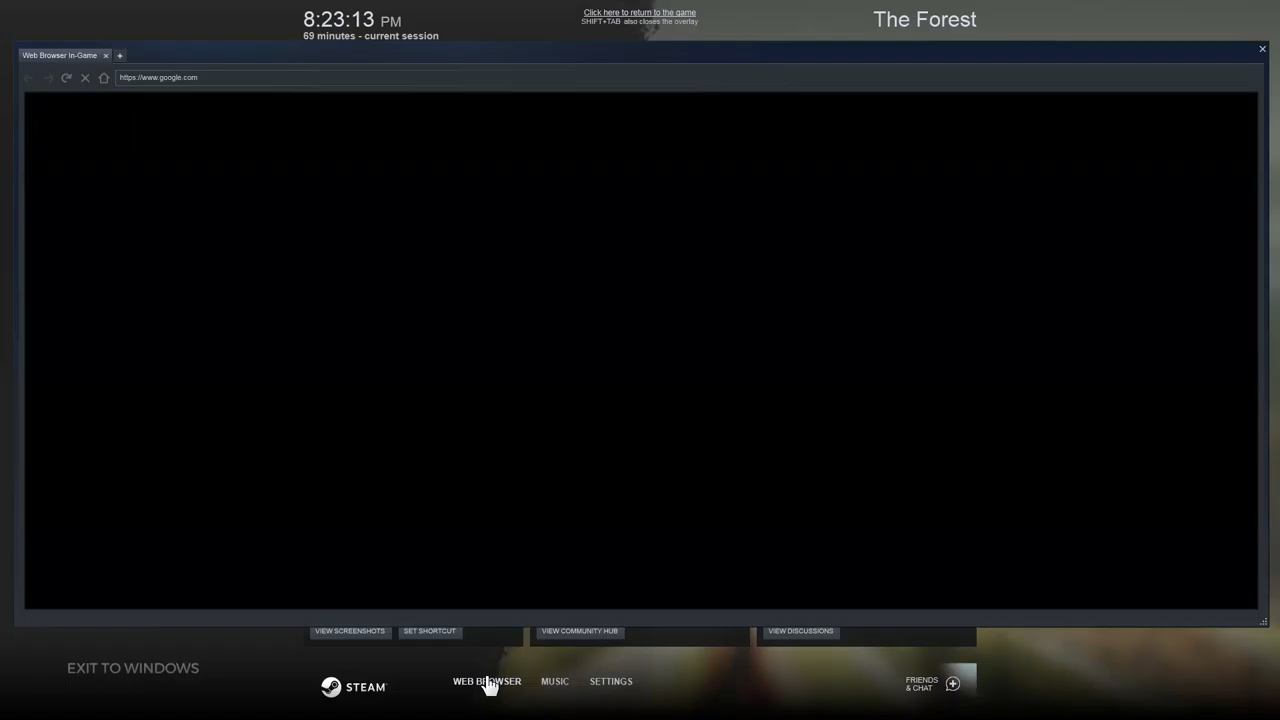 8:23:13 PM
69 minutes - current session
Click here to return to the game
SHIFT+TAB also closes the overlay
The Forest
Web Browser In-Game
https://www.google.com
VIEW SCREENSHOTS
SET SHORTCUT
VIEW COMMUNITY HUB
VIEW DISCUSSIONS
EXIT TO WINDOWS
STEAM
WEB BROWSER
MUSIC
SETTINGS
FRIENDS
& CHAT